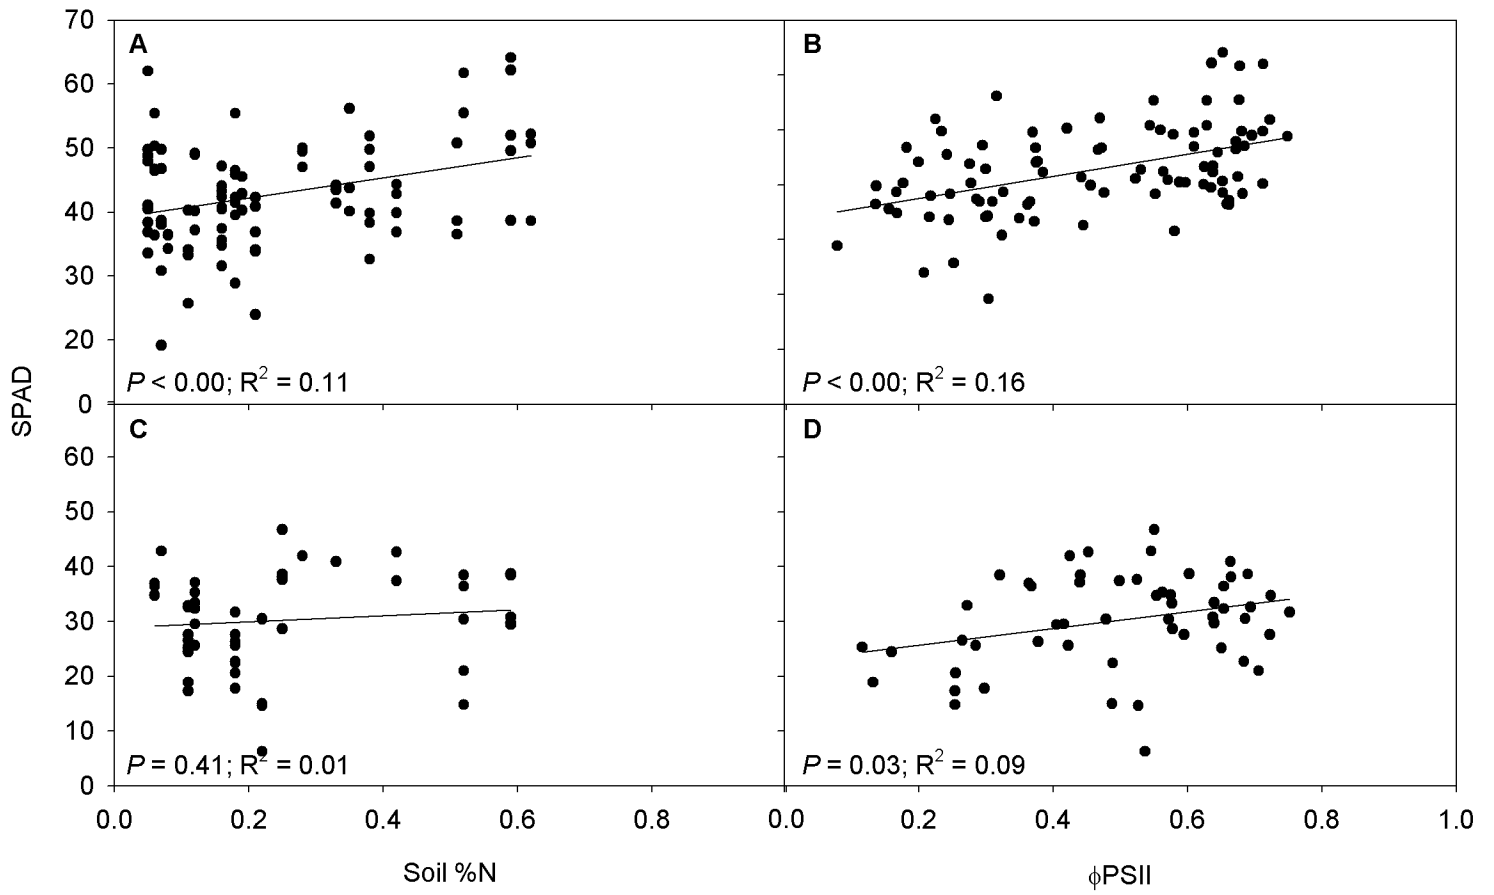 70
A
B
60
50
40
30
20
P < 0.00; R² = 0.11
P < 0.00; R² = 0.16
0
SPAD
C
D
60
50
40
30
20
10
P = 0.41; R² = 0.01
P = 0.03; R² = 0.09
0
0.0 0.2 0.4 0.6 0.8 0.0 0.2 0.4 0.6 0.8 1.0
Soil %N
ϕPSII